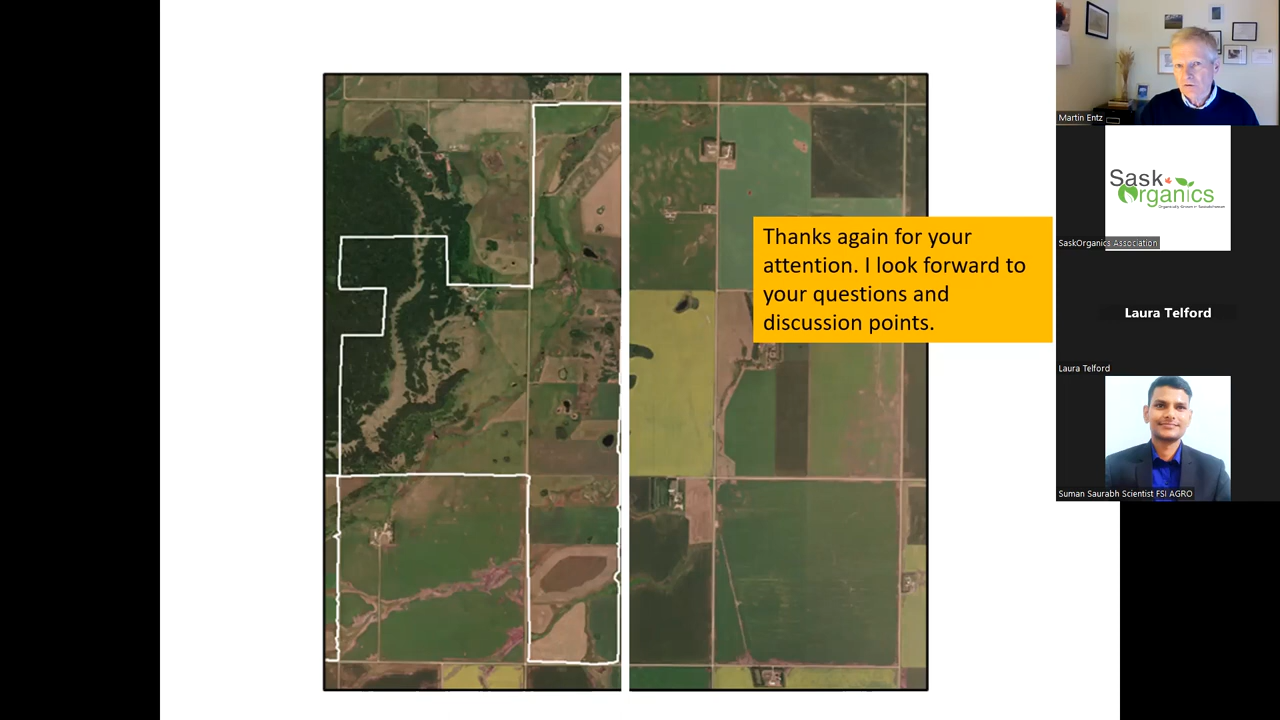 Thanks again for your
attention. I look forward to
your questions and
discussion points.
Martin Entz
Sask
Organics
SaskOrganics Association
Laura Telford
Laura Telford
Suman Saurabh Scientist FSI AGRO